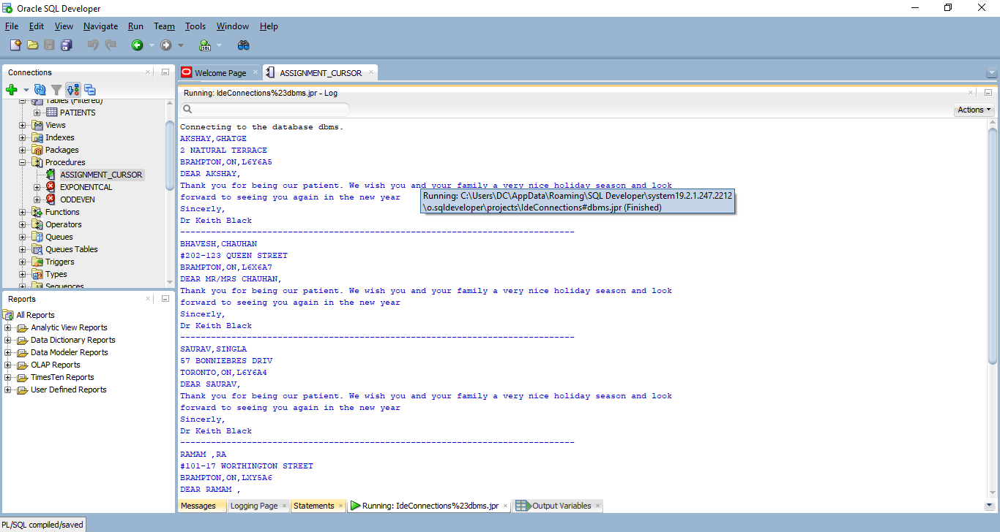 Oracle SQL Developer
File Edit View Navigate Run Team Tools Window Help
Connections
Tables (Filtered)
PATIENTS
Views
Indexes
Packages
Procedures
ASSIGNMENT_CURSOR
EXPONENTCAL
ODDEVEN
Functions
Operators
Queues
Queues Tables
Triggers
Types
Sequences
Reports
All Reports
Analytic View Reports
Data Dictionary Reports
Data Modeler Reports
OLAP Reports
TimesTen Reports
User Defined Reports
Welcome Page ASSIGNMENT_CURSOR
Running: IdeConnections%23dbms.jpr - Log
Actions
Connecting to the database dbms.
AKSHAY,GHATGE
2 NATURAL TERRACE
BRAMPTON,ON,L6Y6A5
DEAR AKSHAY,
Thank you for being our patient. We wish you and your family a very nice holiday season and look
forward to seeing you again in the new year
Running: C:\Users\DC\AppData\Roaming\SQL Developer\system19.2.1.247.2212
\o.sqldeveloper\projects\IdeConnections#dbms.jpr (Finished)
Sincerly,
Dr Keith Black
-----------------------------------------------------------------------------
BHAVESH,CHAUHAN
#202-123 QUEEN STREET
BRAMPTON,ON,L6X6A7
DEAR MR/MRS CHAUHAN,
Thank you for being our patient. We wish you and your family a very nice holiday season and look
forward to seeing you again in the new year
Sincerly,
Dr Keith Black
-----------------------------------------------------------------------------
SAURAV,SINGLA
57 BONNIEBRES DRIV
TORONTO,ON,L6Y6A4
DEAR SAURAV,
Thank you for being our patient. We wish you and your family a very nice holiday season and look
forward to seeing you again in the new year
Sincerly,
Dr Keith Black
-----------------------------------------------------------------------------
RAMAM ,RA
#101-17 WORTHINGTON STREET
BRAMPTON,ON,LXY5A6
DEAR RAMAM ,
Messages Logging Page Statements Running: IdeConnections%23dbms.jpr Output Variables
PL/SQL compiled/saved